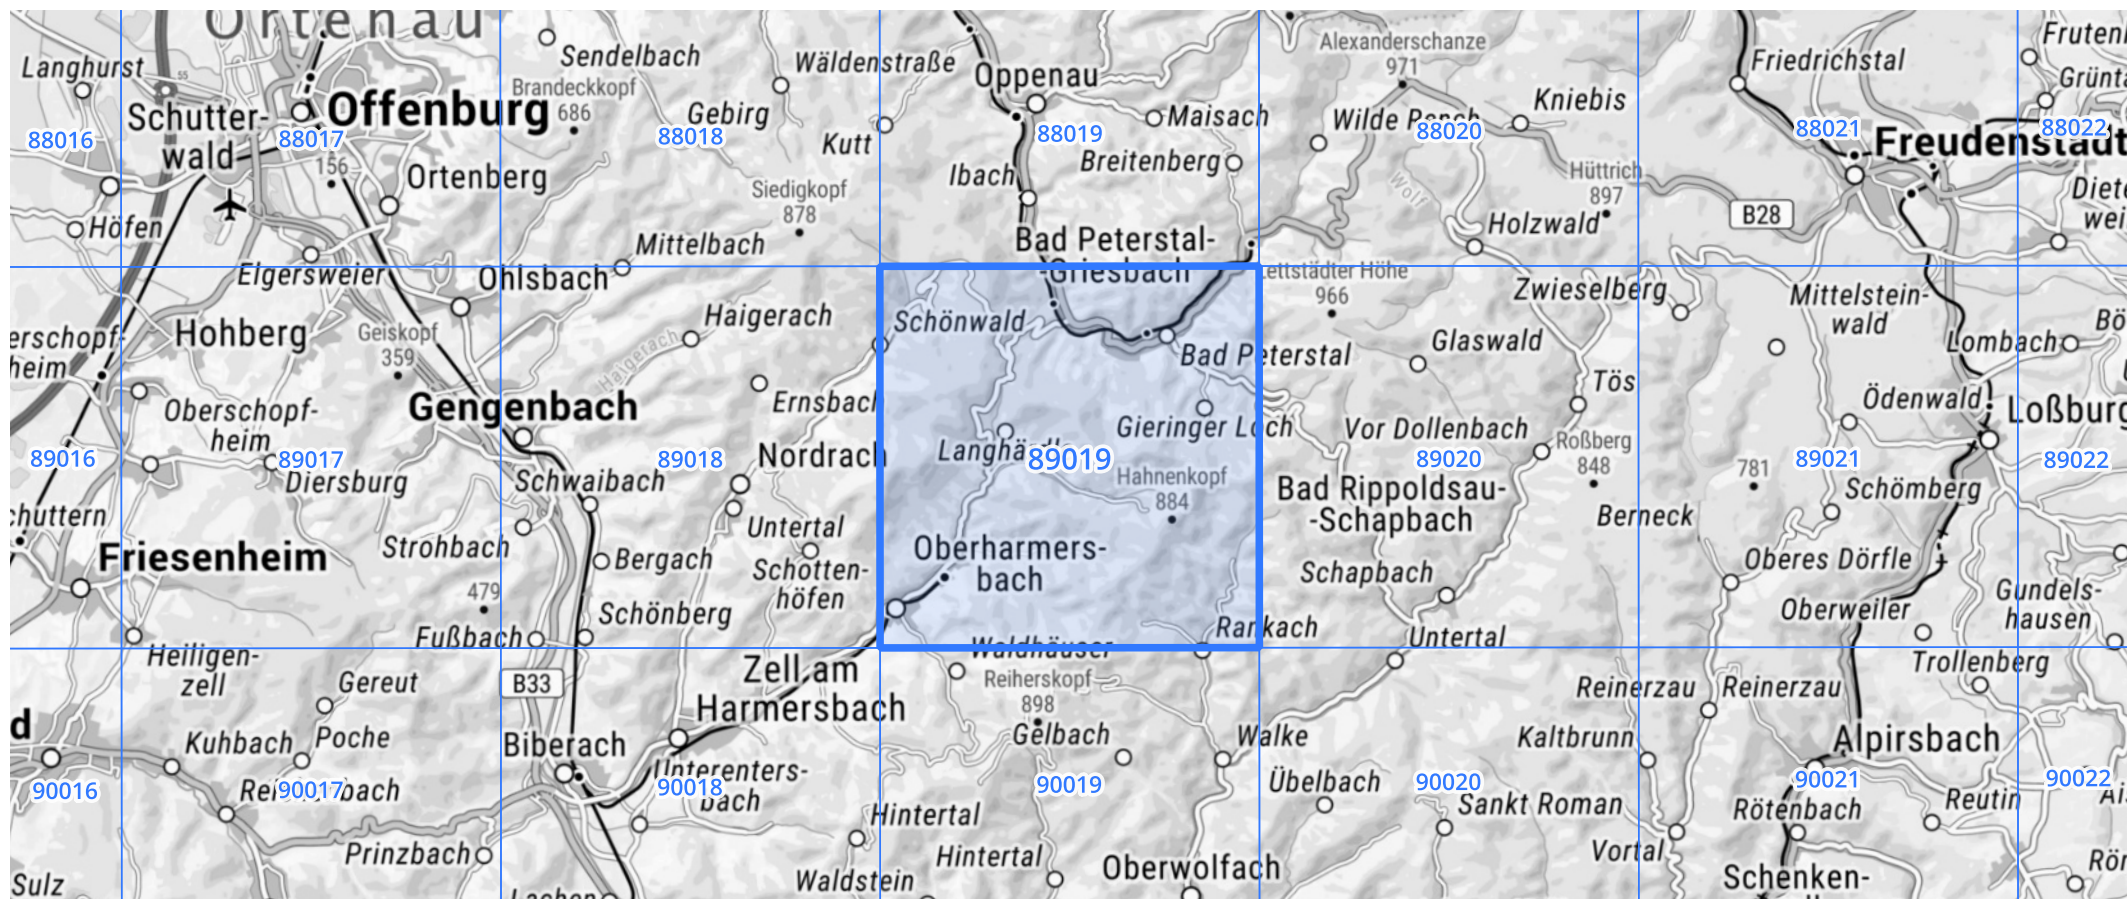 Ortenau
Langhurst
55
Schutter-
wald
88016
88017
Offenburg
156
Ortenberg
Höfen
Elgersweier
Sendelbach
Brandeckkopf
686
Gebirg
88018
Wäldenstraße
Kutt
Siedigkopf
878
Mittelbach
Oppenau
88019
Maisach
Breitenberg
Ibach
Bad Peterstal-
-Griesbach
Alexanderschanze
971
Wilde Rench
88020
Kniebis
Wolf
Hüttrich
897
Holzwald
Friedrichstal
88021
Freudenstadt
88022
B28
Ohlsbach
Hohberg
Geiskopf
359
Haigerach
Haigerach
Gengenbach
Ernsbach
Oberschopf-
heim
89016
89017
Diersburg
Nordrach
89018
Schwaibach
Strohbach
Untertal
Bergach
Schotten-
höfen
Friesenheim
479
Schönberg
Fußbach
Schönwald
Bad Peterstal
Gieringer Loch
89019
Hahnenkopf
884
Oberharmers-
bach
Rankach
Waldhäuser
Lettstädter Höhe
966
Zwieselberg
Glaswald
Tös
Vor Dollenbach
89020
Roßberg
848
Bad Rippoldsau-
-Schapbach
Berneck
Schapbach
Untertal
Mittelstein-
wald
Lombach
Ödenwald
Loßburg
781
89021
89022
Schömberg
Oberes Dörfle
Oberweiler
Gundels-
hausen
Heiligen-
zell
Gereut
B33
Zell am
Harmersbach
Kuhbach
Poche
Biberach
90016
90017
90018
Unterenters-
bach
Prinzbach
Sulz
Reiherskopf
898
Gelbach
Walke
90019
Hintertal
Hintertal
Waldstein
Oberwolfach
Übelbach
90020
Sankt Roman
Reinerzau
Reinerzau
Kaltbrunn
Trollenberg
Alpirsbach
90021
90022
Rötenbach
Reutin
Vortal
Schenken-